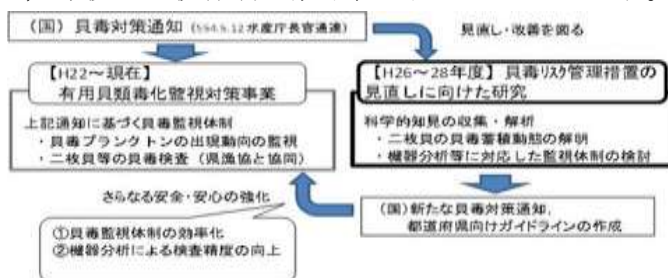 (国)貝毒対策通知(S54.5.12水産庁長官通達)
見直し・改善を図る
【H22～現在】
有用貝類毒化監視対策事業
上記通知に基づく貝毒監視体制
・貝毒プランクトンの出現動向の監視
・二枚貝等の貝毒検査(県漁協と協同)
【H26～28年度】貝毒リスク管理措置の
見直しに向けた研究
科学的知見の収集・解析
・二枚貝の貝毒蓄積動態の解明
・機器分析等に対応した監視体制の検討
さらなる安全・安心の強化
①貝毒監視体制の効率化
②機器分析による検査精度の向上
(国)新たな貝毒対策通知,
都道府県向けガイドラインの作成